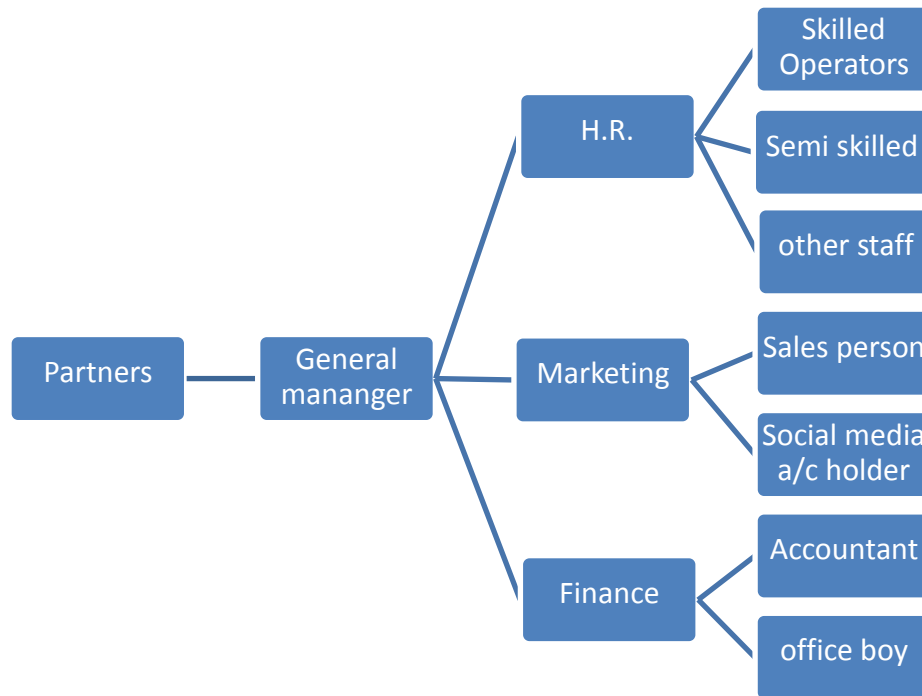 Partners
General
mananger
H.R.
Skilled
Operators
Semi skilled
other staff
Marketing
Sales person
Social media
a/c holder
Finance
Accountant
office boy